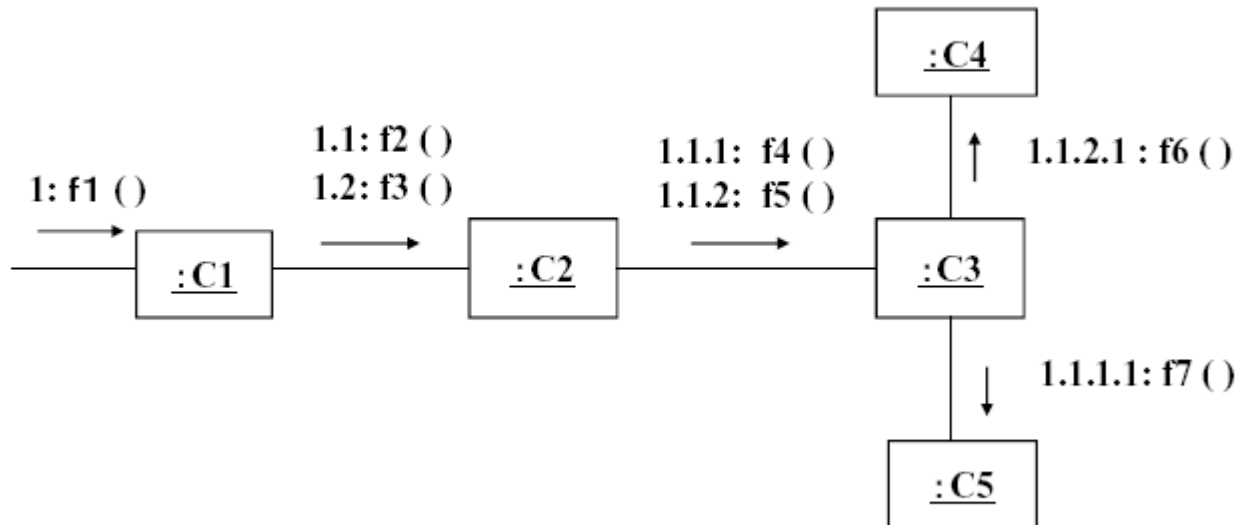 :C4
1.1: f2 ( )
1.2: f3 ( )
1.1.1:  f4 ( )
1.1.2:  f5 ( )
1.1.2.1 : f6 ( )
1: f1 ( )
:C1
:C2
:C3
1.1.1.1: f7 ( )
:C5